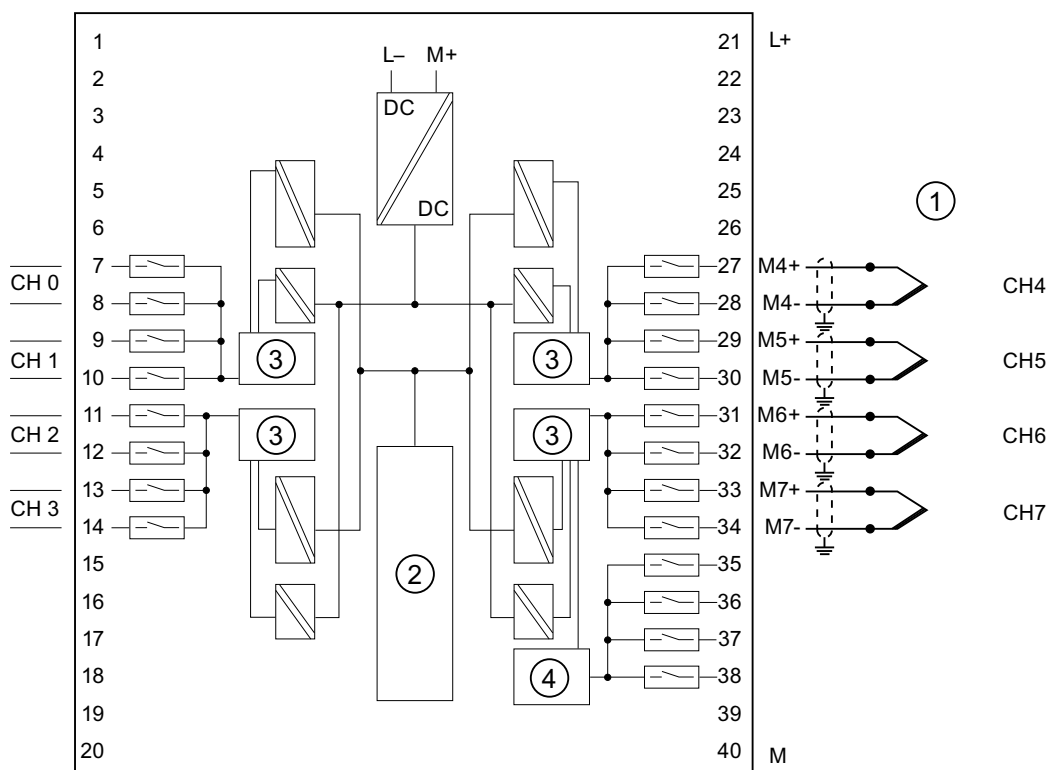 1 21 L+
2 L– M+ 22
3 DC 23
4 24
5 25 1
6 DC 26
7 27 M4+
CH 0 CH4
8 28 M4-
9 29 M5+
CH 1 3 3 CH5
10 30 M5-
11 31 M6+
CH 2 3 3 CH6
12 32 M6-
13 33 M7+
CH 3 CH7
14 34 M7-
15 35
2
16 36
17 37
18 4 38
19 39
20 40 M